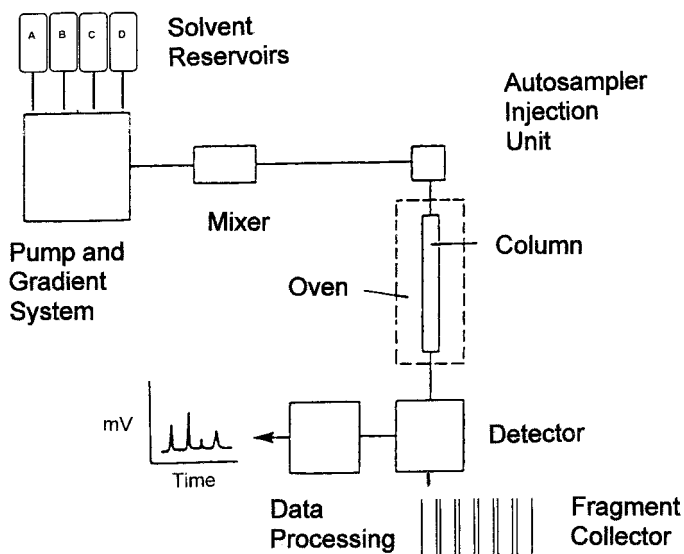 A B C D
Solvent
Reservoirs
Autosampler
Injection
Unit
Mixer
Pump and
Gradient
System
Column
Oven
mV
Time
Detector
Data
Processing
Fragment
Collector